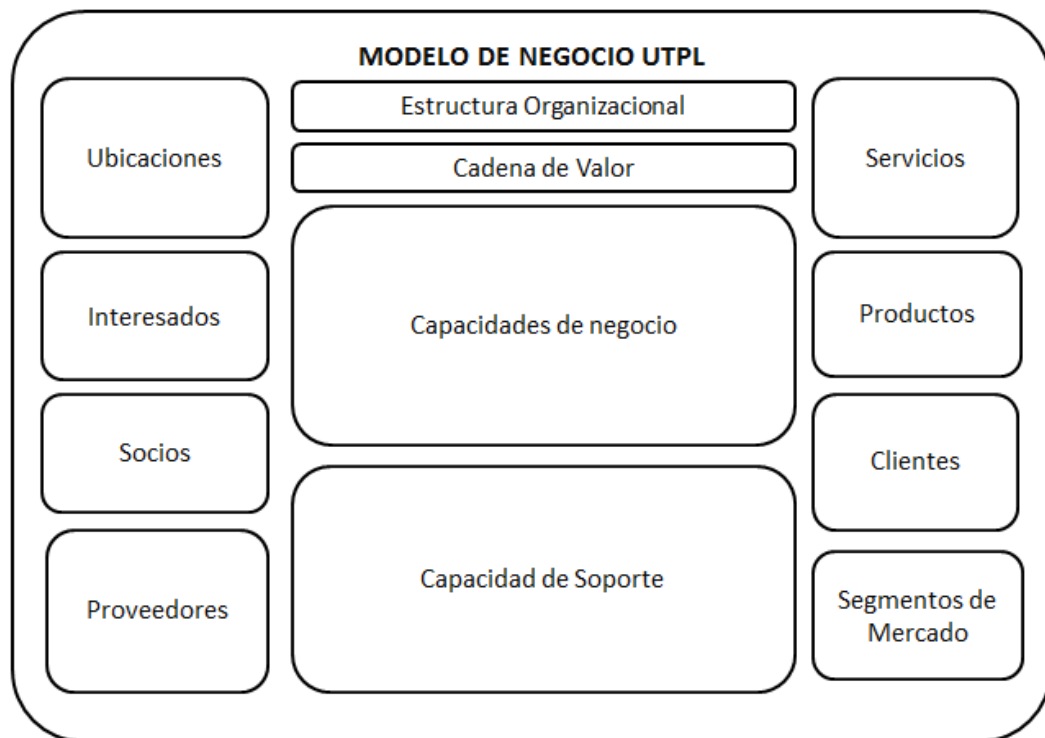 MODELO DE NEGOCIO UTPL
Estructura Organizacional
Cadena de Valor
Ubicaciones
Servicios
Interesados
Capacidades de negocio
Productos
Socios
Clientes
Proveedores
Capacidad de Soporte
Segmentos de
Mercado